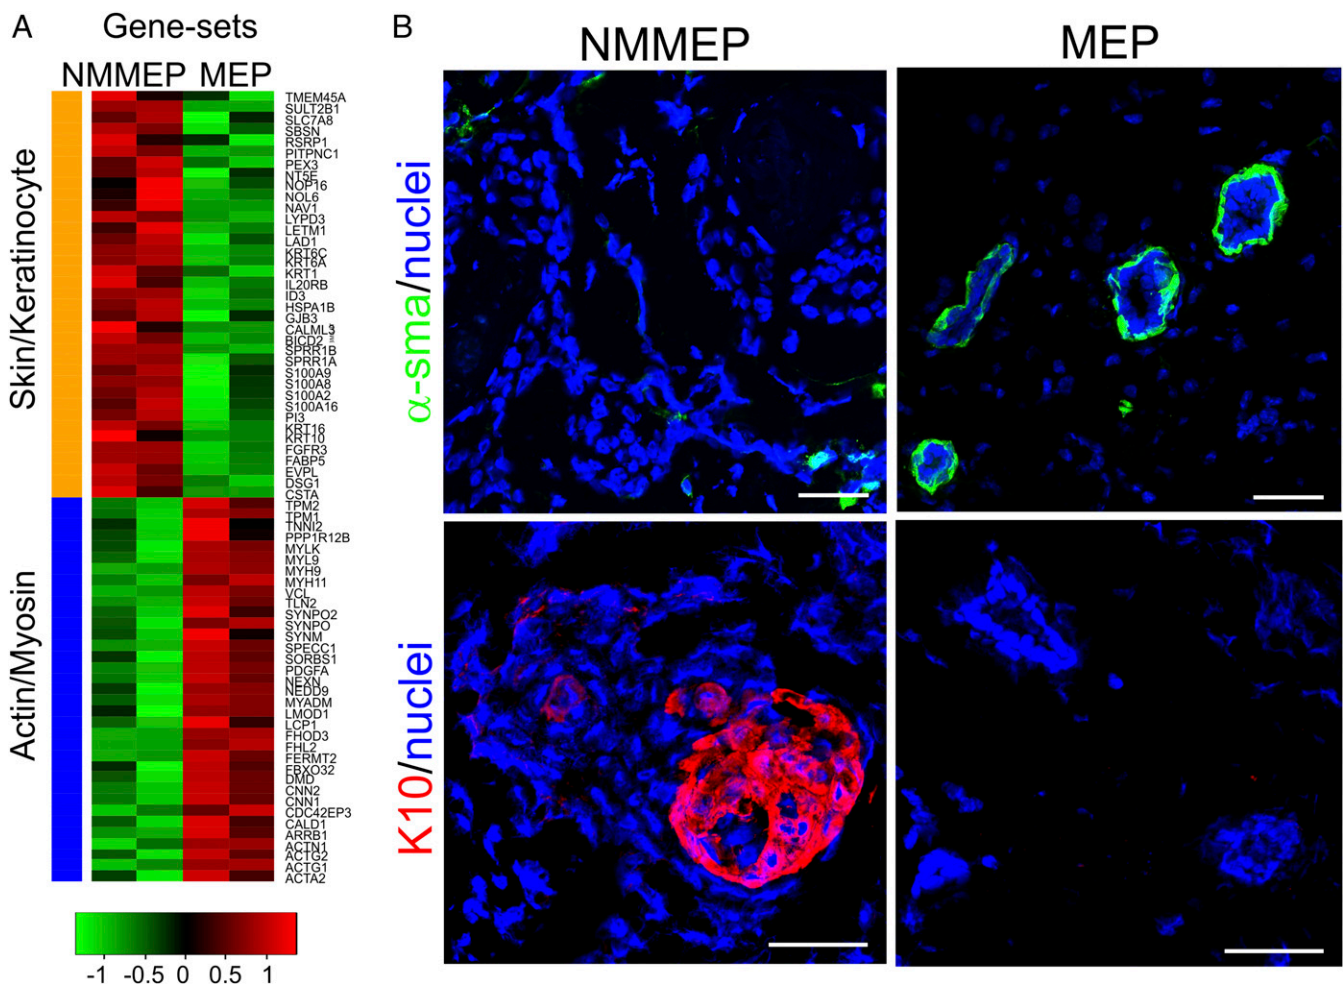 A
Gene-sets
NMMEP MEP
Skin/Keratinocyte
TMEM45A
SULT2B1
SLC7A8
SBSN
RSRP1
PITPNC1
PEX3
NT5E
NOP16
NOL6
NAV1
LYPD3
LETM1
LAD1
KRT6C
KRT6A
KRT1
IL20RB
ID3
HSPA1B
GJB3
CALML3
BICD2
SPRR1B
SPRR1A
S100A9
S100A8
S100A2
S100A16
PI3
KRT16
KRT10
FGFR3
FABP5
EVPL
DSG1
CSTA
Actin/Myosin
TPM2
TPM1
TNNI2
PPP1R12B
MYLK
MYL9
MYH9
MYH11
VCL
TLN2
SYNPO2
SYNPO
SYNM
SPECC1
SORBS1
PDGFA
NEXN
NEDD9
MYADM
LMOD1
LCP1
FHOD3
FHL2
FERMT2
FBXO32
DMD
CNN2
CNN1
CDC42EP3
CALD1
ARRB1
ACTN1
ACTG2
ACTG1
ACTA2
-1 -0.5 0 0.5 1
B
NMMEP MEP
α-sma/nuclei
K10/nuclei